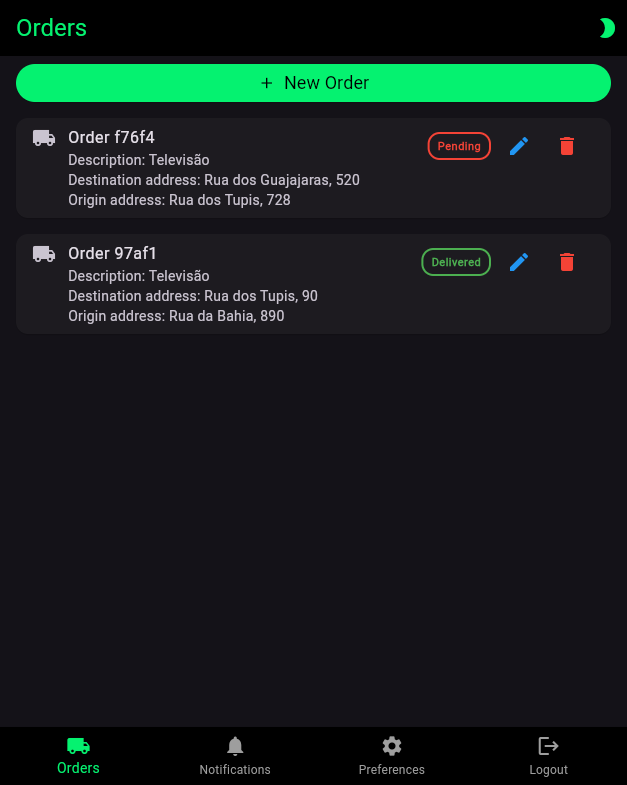 Orders
+ New Order
Order f76f4
Pending
Description: Televisão
Destination address: Rua dos Guajajaras, 520
Origin address: Rua dos Tupis, 728
Order 97af1
Delivered
Description: Televisão
Destination address: Rua dos Tupis, 90
Origin address: Rua da Bahia, 890
Orders
Notifications
Preferences
Logout